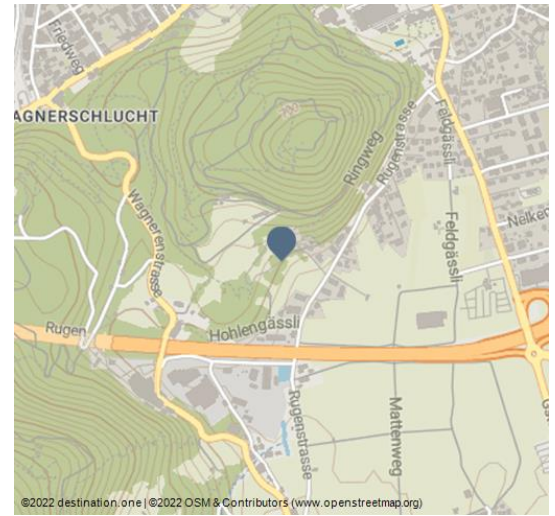 Friedweg
AGNERSCHLUCHT
Wagnerenstrasse
Ringweg
Rugenstrasse
Feldgässli
Feldgässli
Nelke
Rugen
Hohlengässli
Rugenstrasse
Mattenweg
©2022 destination.one | ©2022 OSM & Contributors (www.openstreetmap.org)